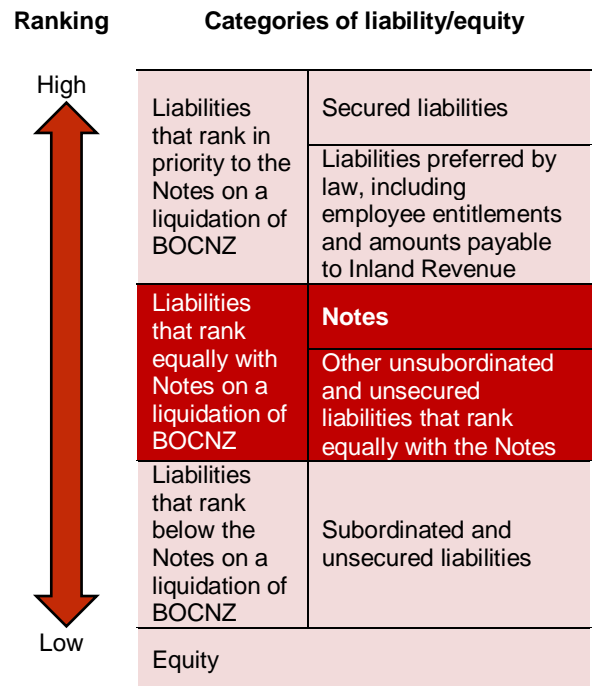 Ranking
Categories of liability/equity
High
Liabilities
that rank in
priority to the
Notes on a
liquidation of
BOCNZ
Secured liabilities
Liabilities preferred by
law, including
employee entitlements
and amounts payable
to Inland Revenue
Liabilities
that rank
equally with
Notes on a
liquidation of
BOCNZ
Notes
Other unsubordinated
and unsecured
liabilities that rank
equally with the Notes
Liabilities
that rank
below the
Notes on a
liquidation of
BOCNZ
Subordinated and
unsecured liabilities
Low
Equity